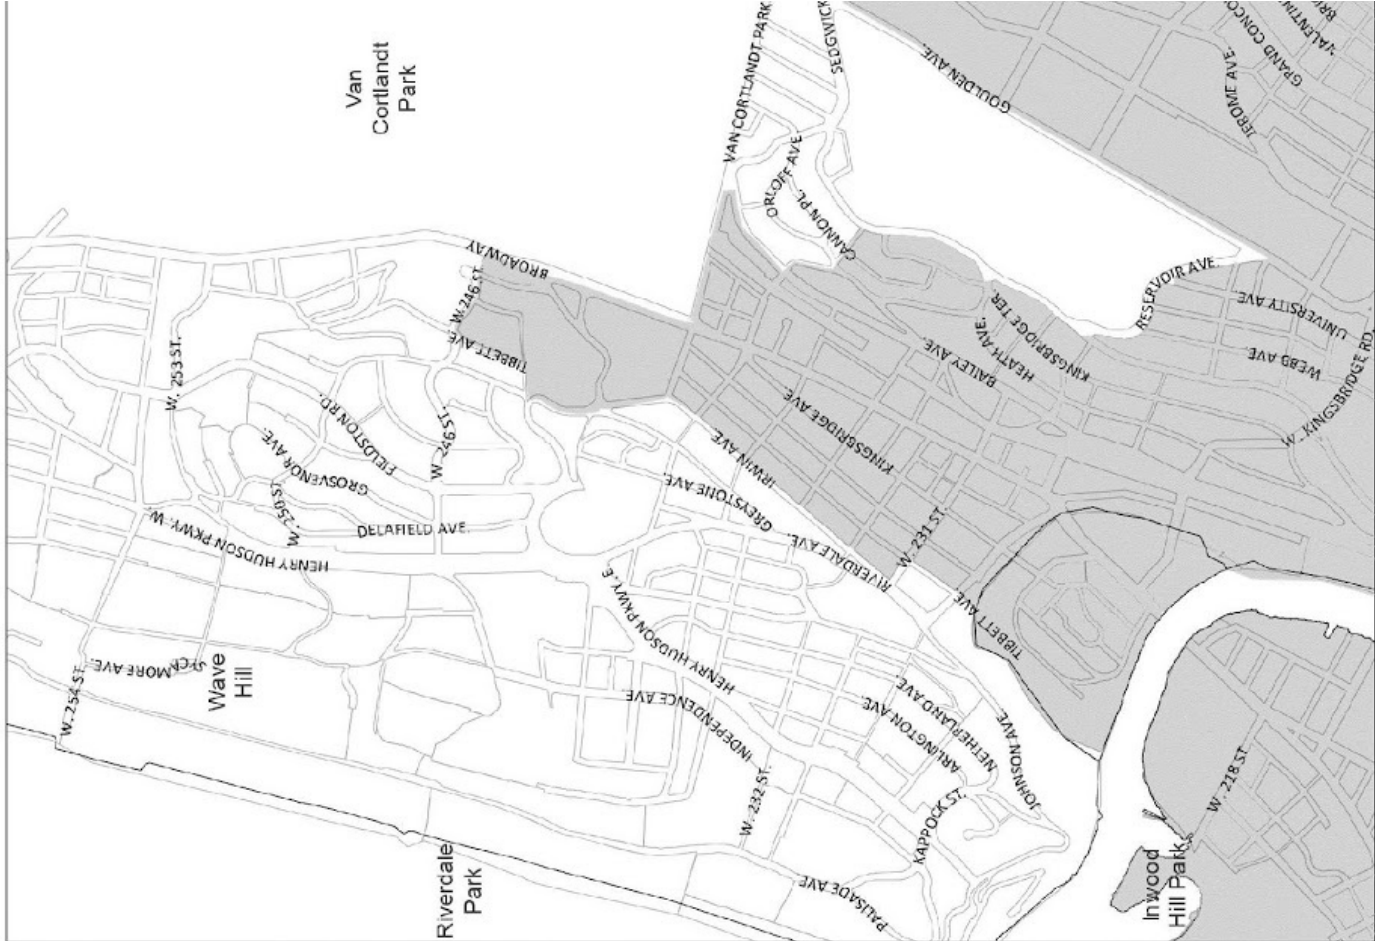 Van
Cortlandt
Park
VAN CORTLANDT PARK
SEDGWICK
GOULDEN AVE.
JEROME AVE.
GRAND CONCO
VALENTIN
BRI
ORLOFF AVE.
CANNON PL.
BROADWAY
W. 246 ST.
TIBBETT AVE.
W. 253 ST.
FIELDSTON RD.
GROSVENOR AVE.
W. 246 ST.
W. 250 ST.
DELAFIELD AVE.
HENRY HUDSON PKWY. W.
RESERVOIR AVE.
UNIVERSITY AVE
WEBB AVE
W. KINGSBRIDGE RD.
KINGSBRIDGE TER.
HEATH AVE.
BAILEY AVE.
KINGSBRIDGE AVE.
IRWIN AVE.
GREYSTONE AVE.
RIVERDALE AVE.
W. 231 ST.
TIBBETT AVE.
HENRY HUDSON PKWY. E
INDEPENDENCE AVE.
SYCAMORE AVE.
W. 254 ST.
Wave
Hill
NETHERLAND AVE.
ARLINGTON AVE.
JOHNSON AVE.
KAPPOCK ST.
W. 232 ST.
PALISADE AVE
W. 218 ST
Riverdale
Park
Inwood
Hill Park